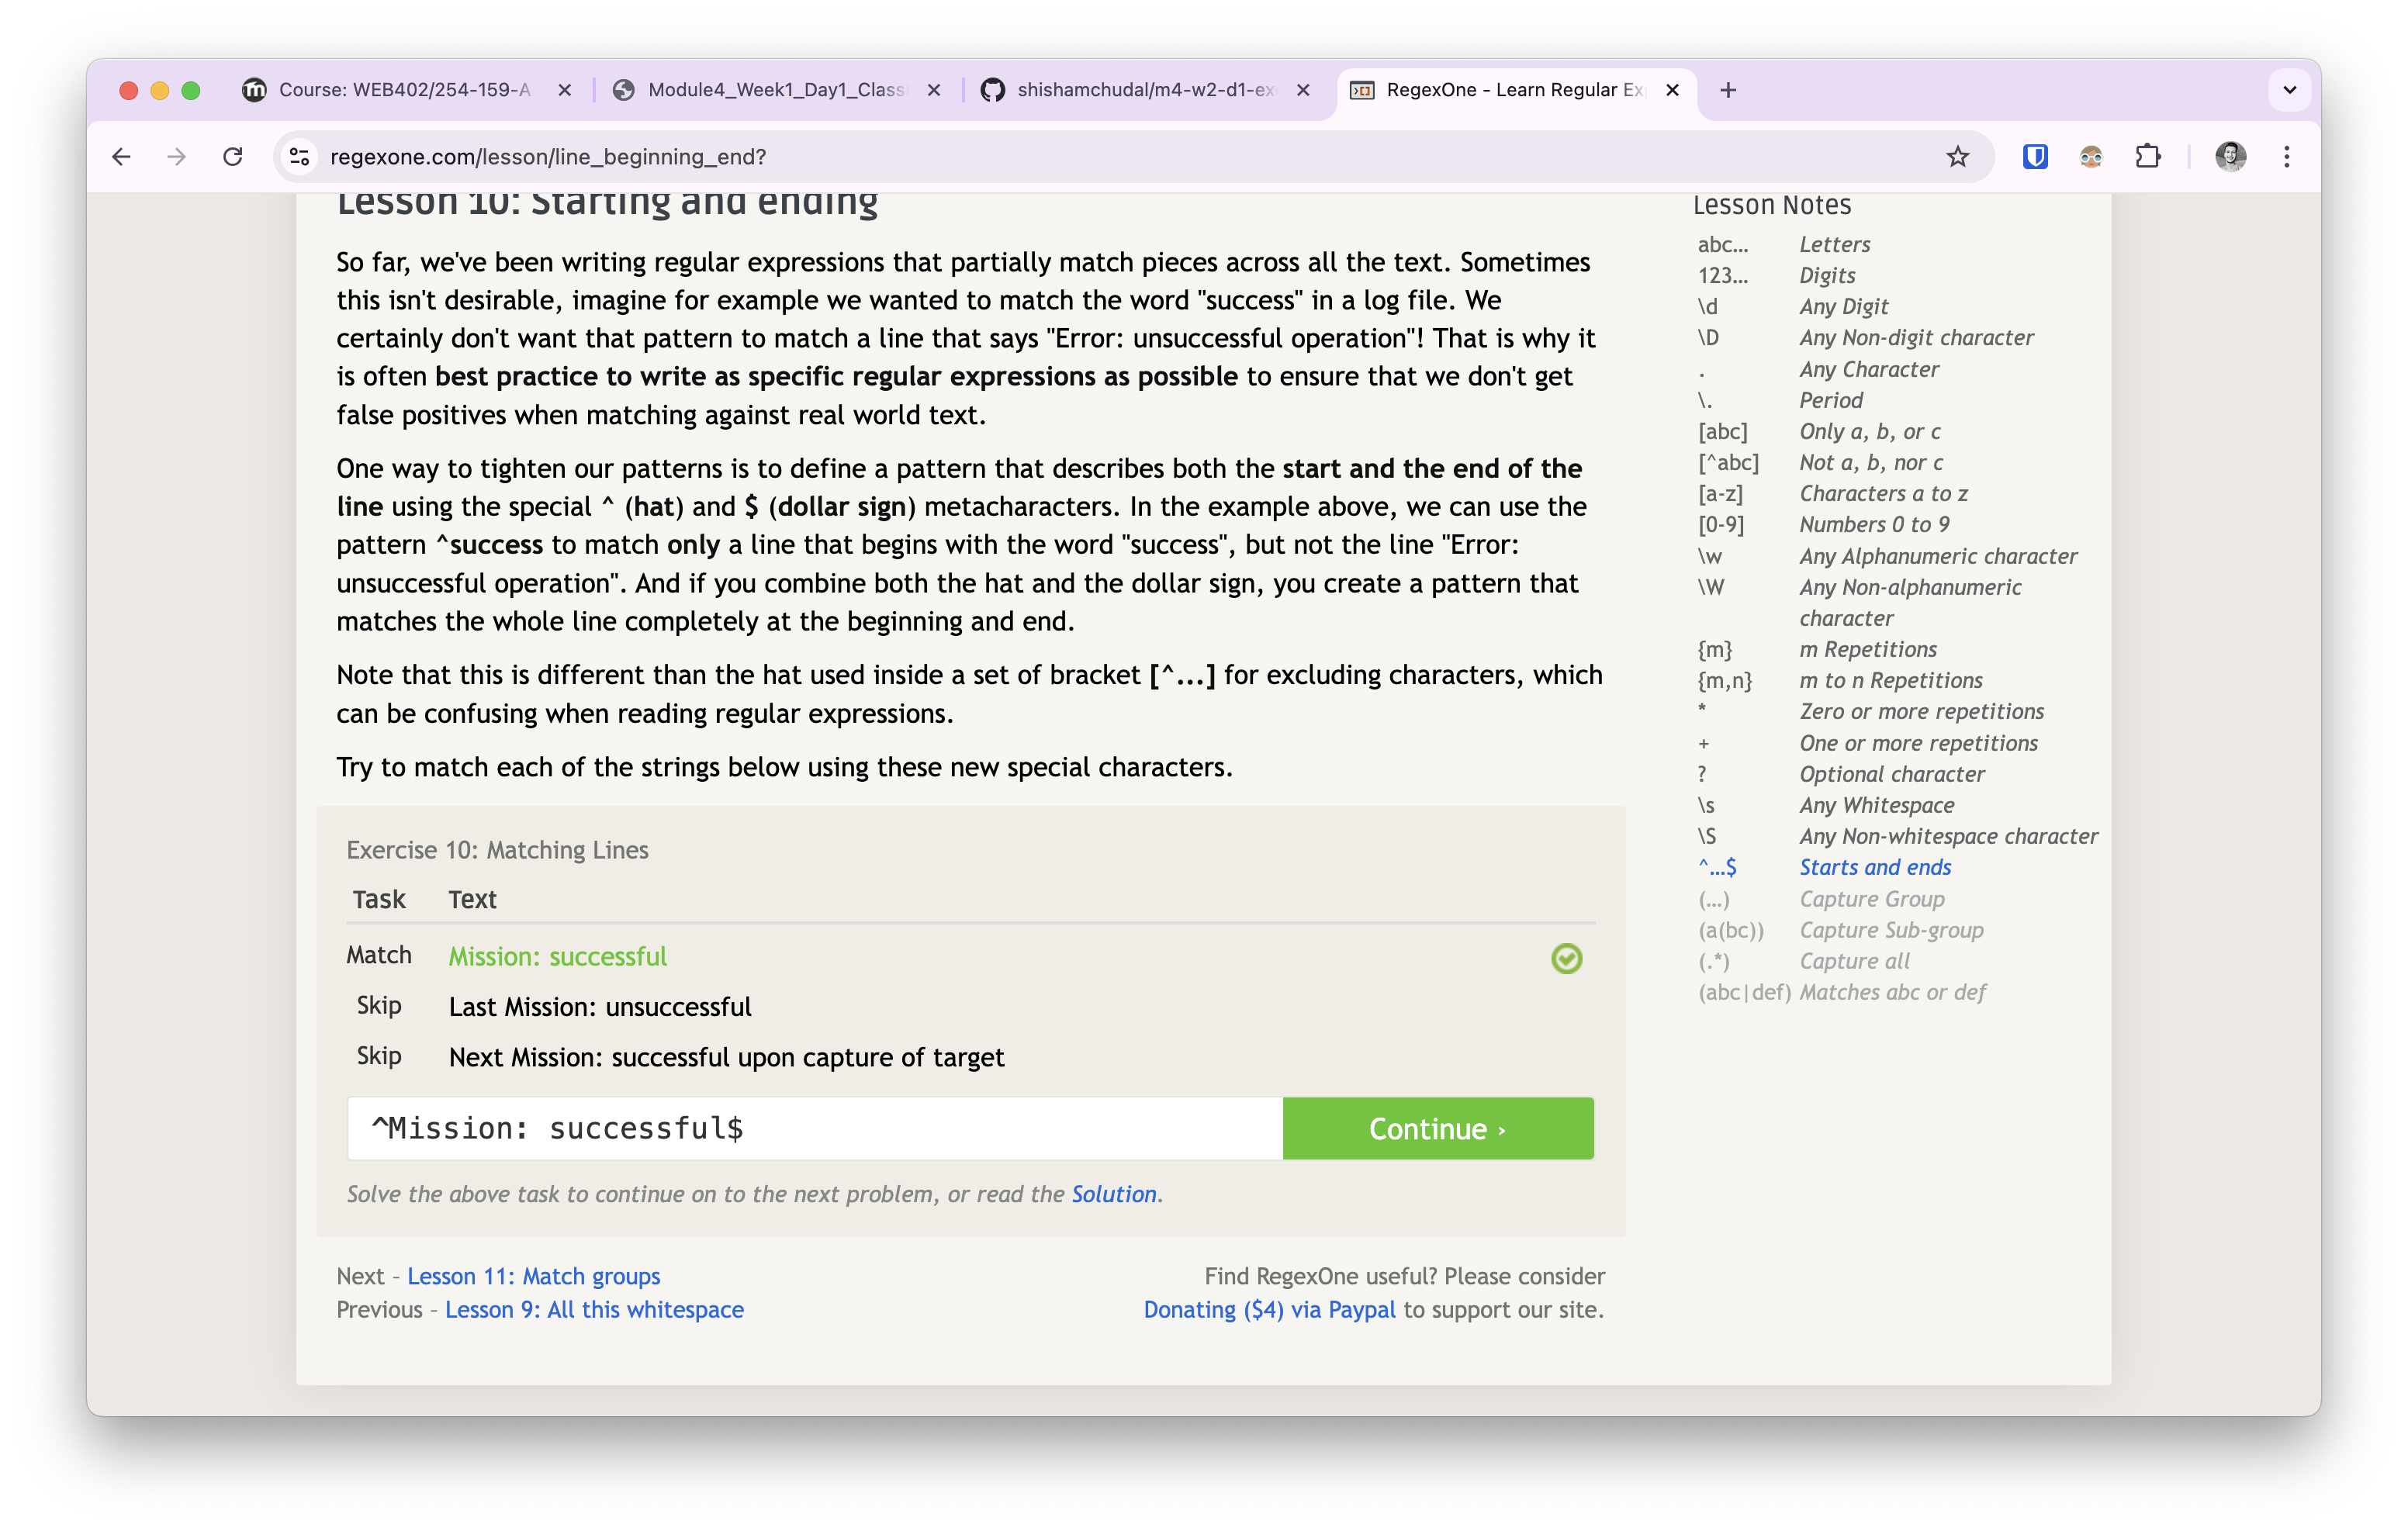 Course: WEB402/254-159-A
Module4_Week1_Day1_Class
shishamchudal/m4-w2-d1-ex
RegexOne - Learn Regular Ex
regexone.com/lesson/line_beginning_end?
Lesson 10: Starting and ending
So far, we've been writing regular expressions that partially match pieces across all the text. Sometimes
this isn't desirable, imagine for example we wanted to match the word "success" in a log file. We
certainly don't want that pattern to match a line that says "Error: unsuccessful operation"! That is why it
is often best practice to write as specific regular expressions as possible to ensure that we don't get
false positives when matching against real world text.
One way to tighten our patterns is to define a pattern that describes both the start and the end of the
line using the special ^ (hat) and $ (dollar sign) metacharacters. In the example above, we can use the
pattern ^success to match only a line that begins with the word "success", but not the line "Error:
unsuccessful operation". And if you combine both the hat and the dollar sign, you create a pattern that
matches the whole line completely at the beginning and end.
Note that this is different than the hat used inside a set of bracket [^...] for excluding characters, which
can be confusing when reading regular expressions.
Try to match each of the strings below using these new special characters.
Exercise 10: Matching Lines
Task Text
Match Mission: successful
Skip Last Mission: unsuccessful
Skip Next Mission: successful upon capture of target
^Mission: successful$
Continue ›
Solve the above task to continue on to the next problem, or read the Solution.
Next – Lesson 11: Match groups
Previous – Lesson 9: All this whitespace
Find RegexOne useful? Please consider
Donating ($4) via Paypal to support our site.
Lesson Notes
abc… Letters
123… Digits
\d Any Digit
\D Any Non-digit character
. Any Character
\. Period
[abc] Only a, b, or c
[^abc] Not a, b, nor c
[a-z] Characters a to z
[0-9] Numbers 0 to 9
\w Any Alphanumeric character
\W Any Non-alphanumeric
character
{m} m Repetitions
{m,n} m to n Repetitions
* Zero or more repetitions
+ One or more repetitions
? Optional character
\s Any Whitespace
\S Any Non-whitespace character
^…$ Starts and ends
(…) Capture Group
(a(bc)) Capture Sub-group
(.*) Capture all
(abc|def) Matches abc or def